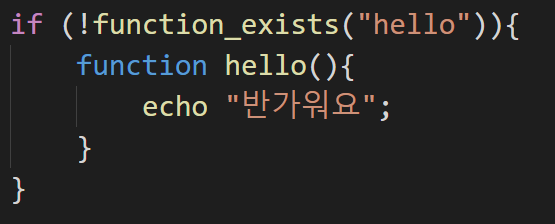 if (!function_exists("hello")){
    function hello(){
        echo "반가워요";
    }
}